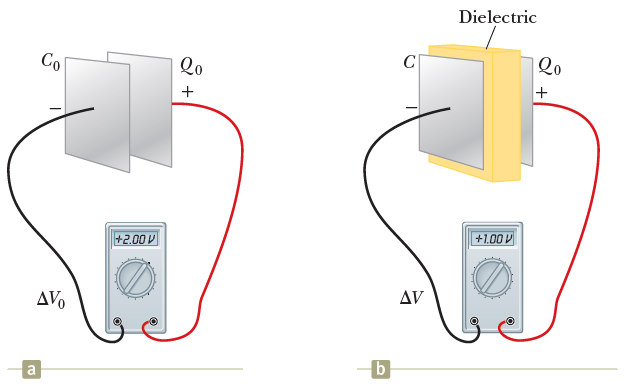 Dielectric
C₀
Q₀
−
+
+2.00 V
ΔV₀
a
C
Q₀
−
+
+1.00 V
ΔV
b